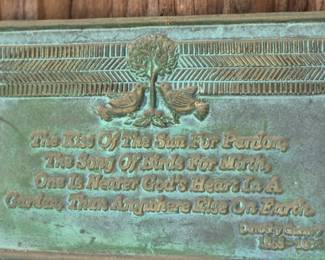 The Kiss Of The Sun For Pardon,
The Song Of Birds For Mirth,
One Is Nearer God's Heart In A
Garden Than Anywhere Else On Earth.
Dorothy